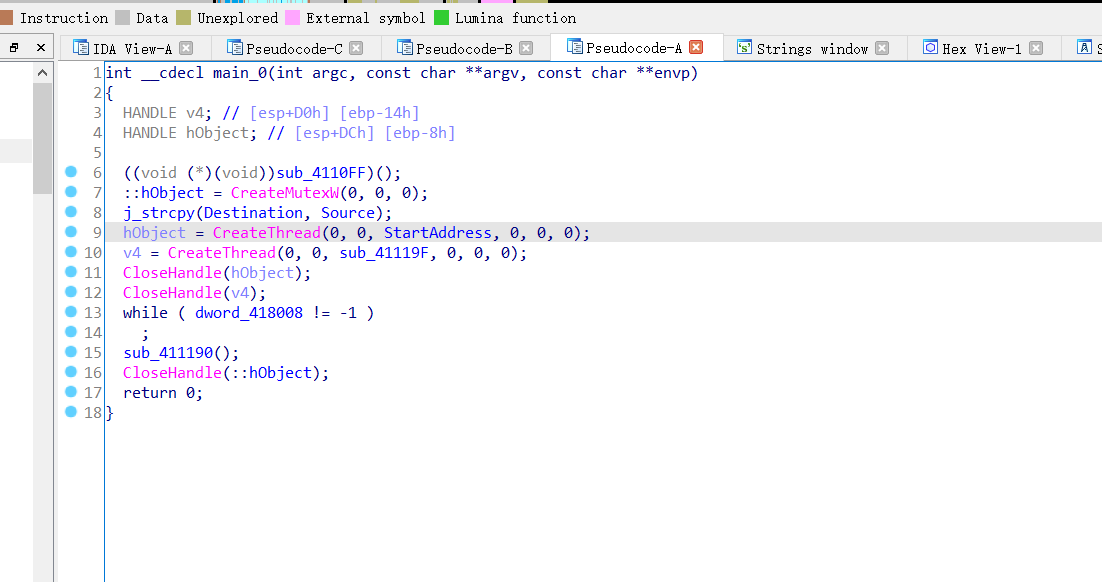 Instruction Data Unexplored External symbol Lumina function
IDA View-A Pseudocode-C Pseudocode-B Pseudocode-A Strings window Hex View-1
1 int __cdecl main_0(int argc, const char **argv, const char **envp)
2 {
3 HANDLE v4; // [esp+D0h] [ebp-14h]
4 HANDLE hObject; // [esp+DCh] [ebp-8h]
5
6 ((void (*)(void))sub_4110FF)();
7 ::hObject = CreateMutexW(0, 0, 0);
8 j_strcpy(Destination, Source);
9 hObject = CreateThread(0, 0, StartAddress, 0, 0, 0);
10 v4 = CreateThread(0, 0, sub_41119F, 0, 0, 0);
11 CloseHandle(hObject);
12 CloseHandle(v4);
13 while ( dword_418008 != -1 )
14 ;
15 sub_411190();
16 CloseHandle(::hObject);
17 return 0;
18 }